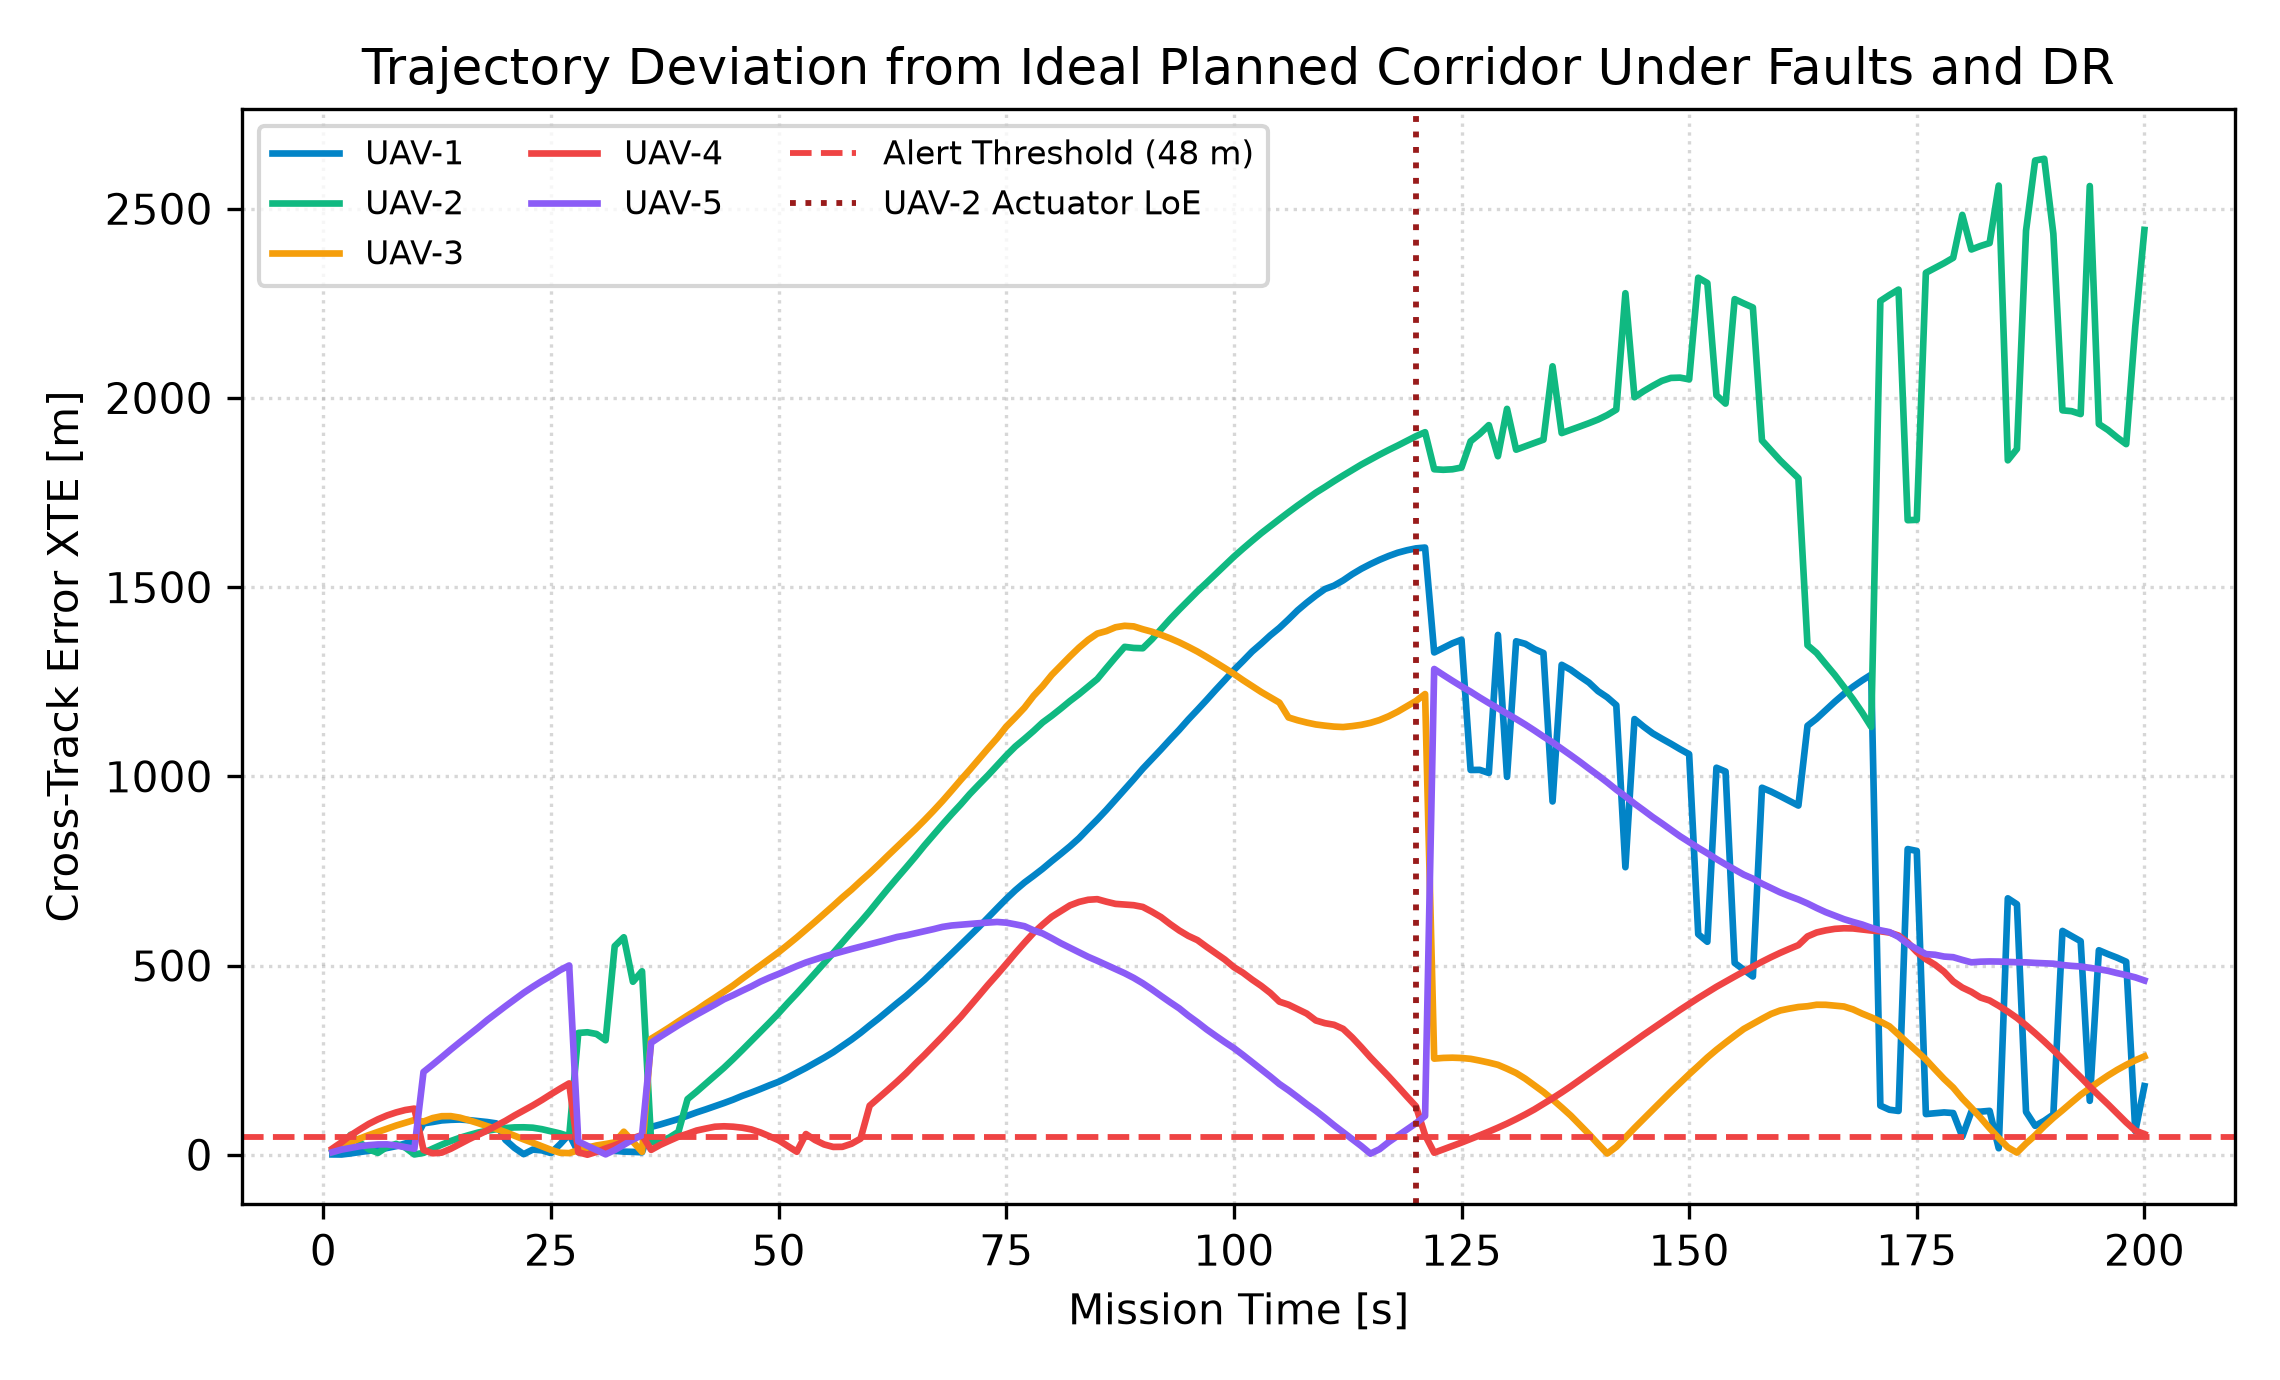 Trajectory Deviation from Ideal Planned Corridor Under Faults and DR
UAV-1
UAV-2
UAV-3
UAV-4
UAV-5
Alert Threshold (48 m)
UAV-2 Actuator LoE
Cross-Track Error XTE [m]
2500
2000
1500
1000
500
0
0 25 50 75 100 125 150 175 200
Mission Time [s]